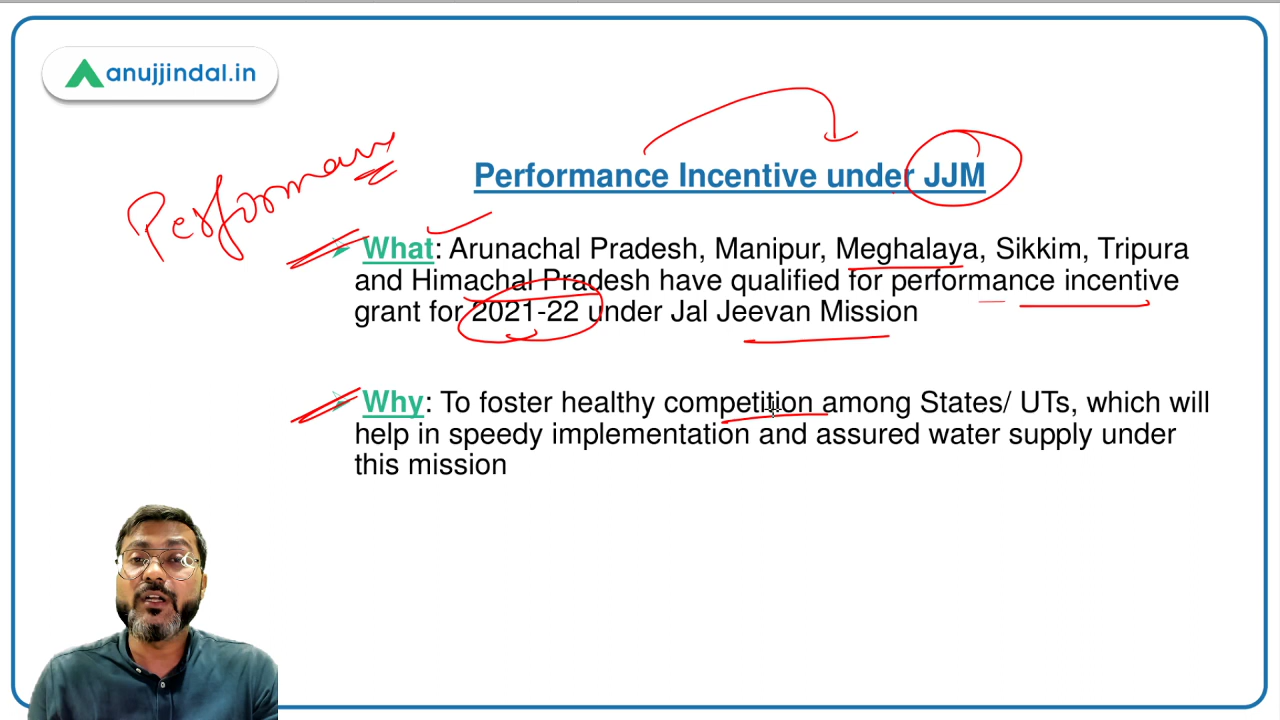 anujjindal.in
Performance Incentive under JJM
Performance
What: Arunachal Pradesh, Manipur, Meghalaya, Sikkim, Tripura
and Himachal Pradesh have qualified for performance incentive
grant for 2021-22 under Jal Jeevan Mission
Why: To foster healthy competition among States/ UTs, which will
help in speedy implementation and assured water supply under
this mission